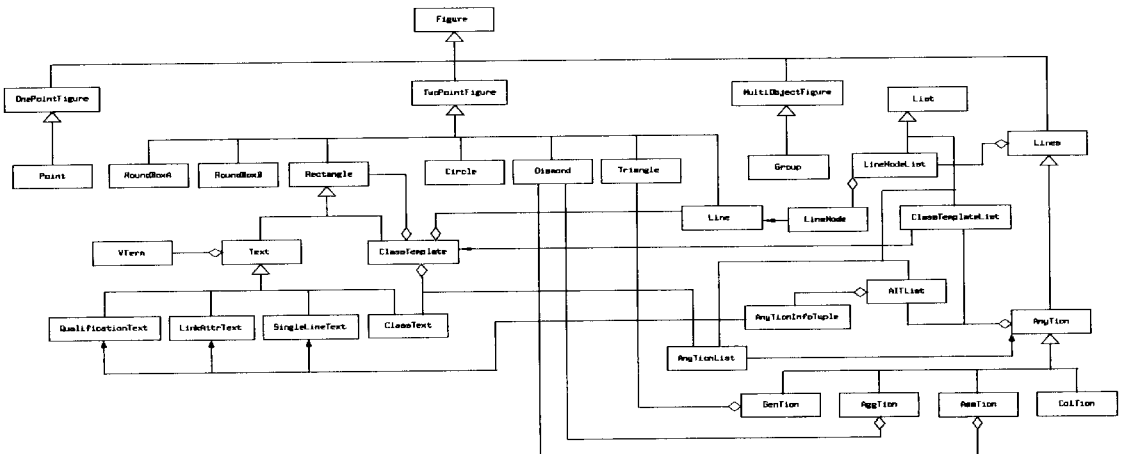 Figure
OnePointFigure
TwoPointFigure
MultiObjectFigure
List
Lines
Point
RoundBoxA
RoundBoxB
Rectangle
Circle
Diamond
Triangle
Group
LineNodeList
Line
LineNode
ClassTemplateList
VTerm
Text
ClassTemplate
AITList
QualificationText
LinkAttrText
SingleLineText
ClassText
AnyTionInfoTuple
AnyTion
AnyTionList
GenTion
AggTion
AssTion
ColTion